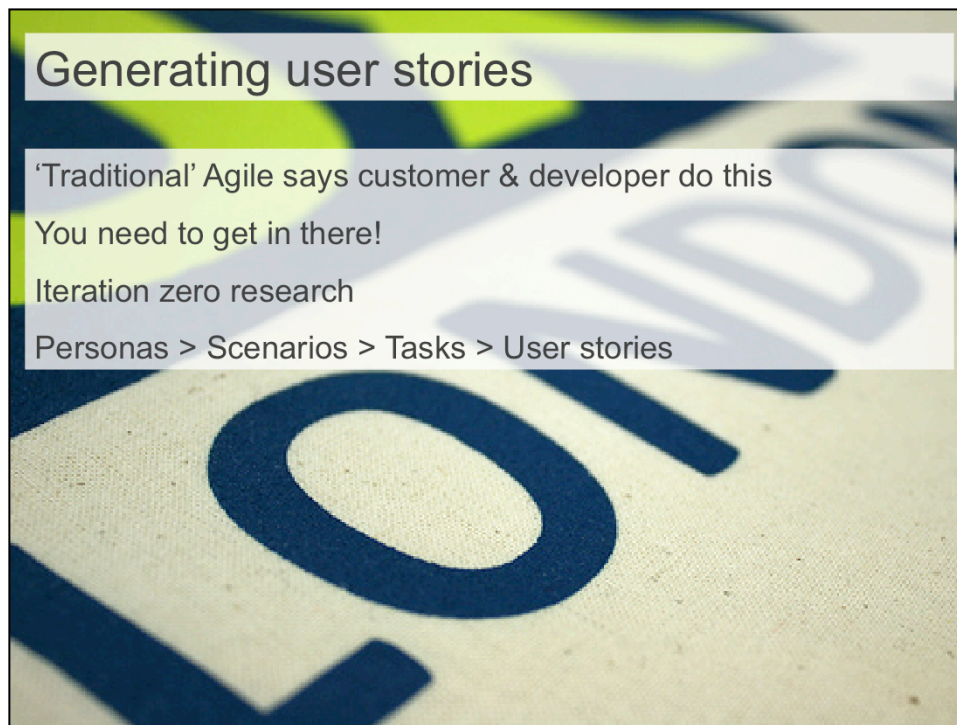 Generating user stories
‘Traditional’ Agile says customer & developer do this
You need to get in there!
Iteration zero research
Personas > Scenarios > Tasks > User stories
LONDON